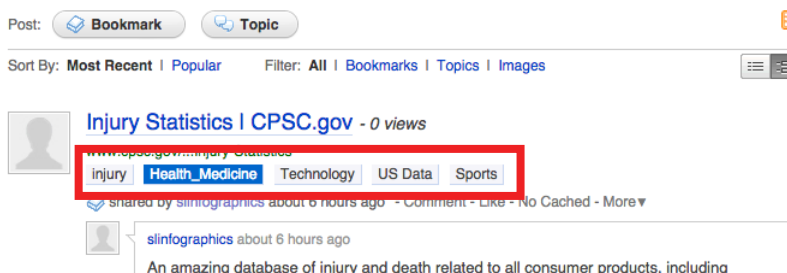 Post: Bookmark Topic
Sort By: Most Recent | Popular Filter: All | Bookmarks | Topics | Images
Injury Statistics | CPSC.gov - 0 views
www.cpsc.gov/...Injury Statistics
injury Health_Medicine Technology US Data Sports
shared by slinfographics about 6 hours ago - Comment - Like - No Cached - More▼
slinfographics about 6 hours ago
An amazing database of injury and death related to all consumer products, including